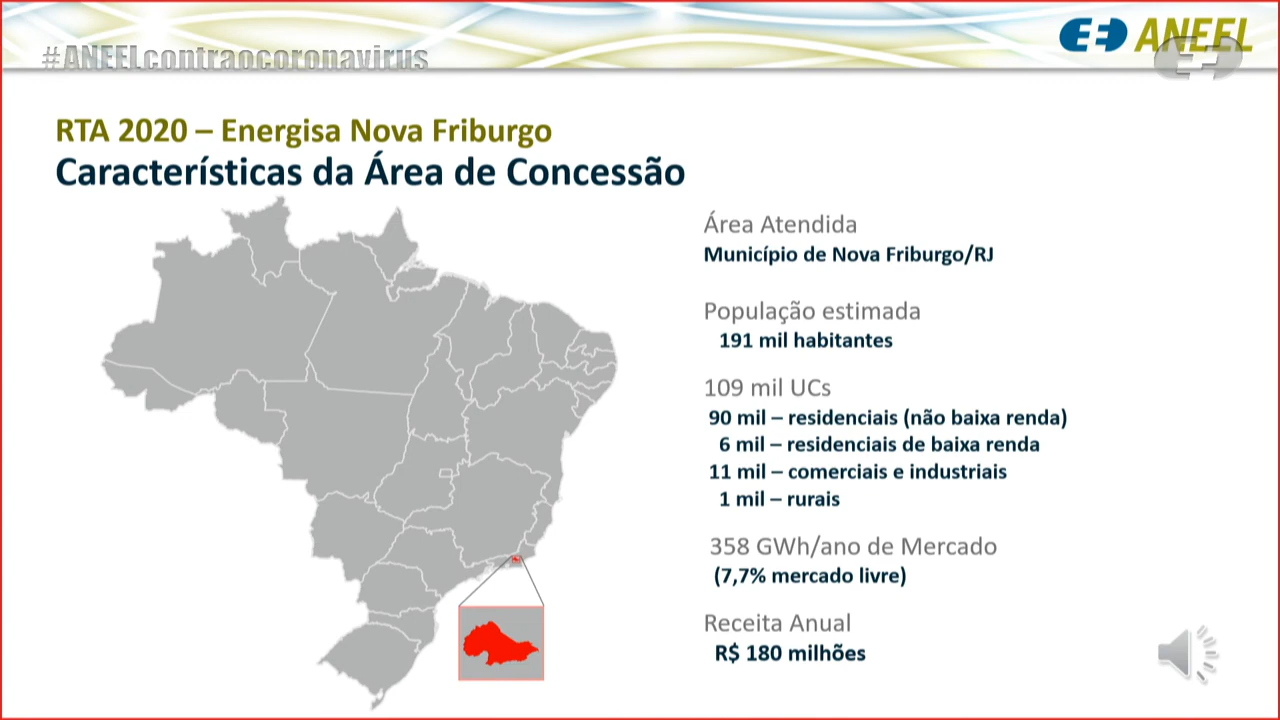 #ANEELcontraocoronavirus
ANEEL
RTA 2020 – Energisa Nova Friburgo
Características da Área de Concessão
Área Atendida
Município de Nova Friburgo/RJ
População estimada
191 mil habitantes
109 mil UCs
90 mil – residenciais (não baixa renda)
6 mil – residenciais de baixa renda
11 mil – comerciais e industriais
1 mil – rurais
358 GWh/ano de Mercado
(7,7% mercado livre)
Receita Anual
R$ 180 milhões